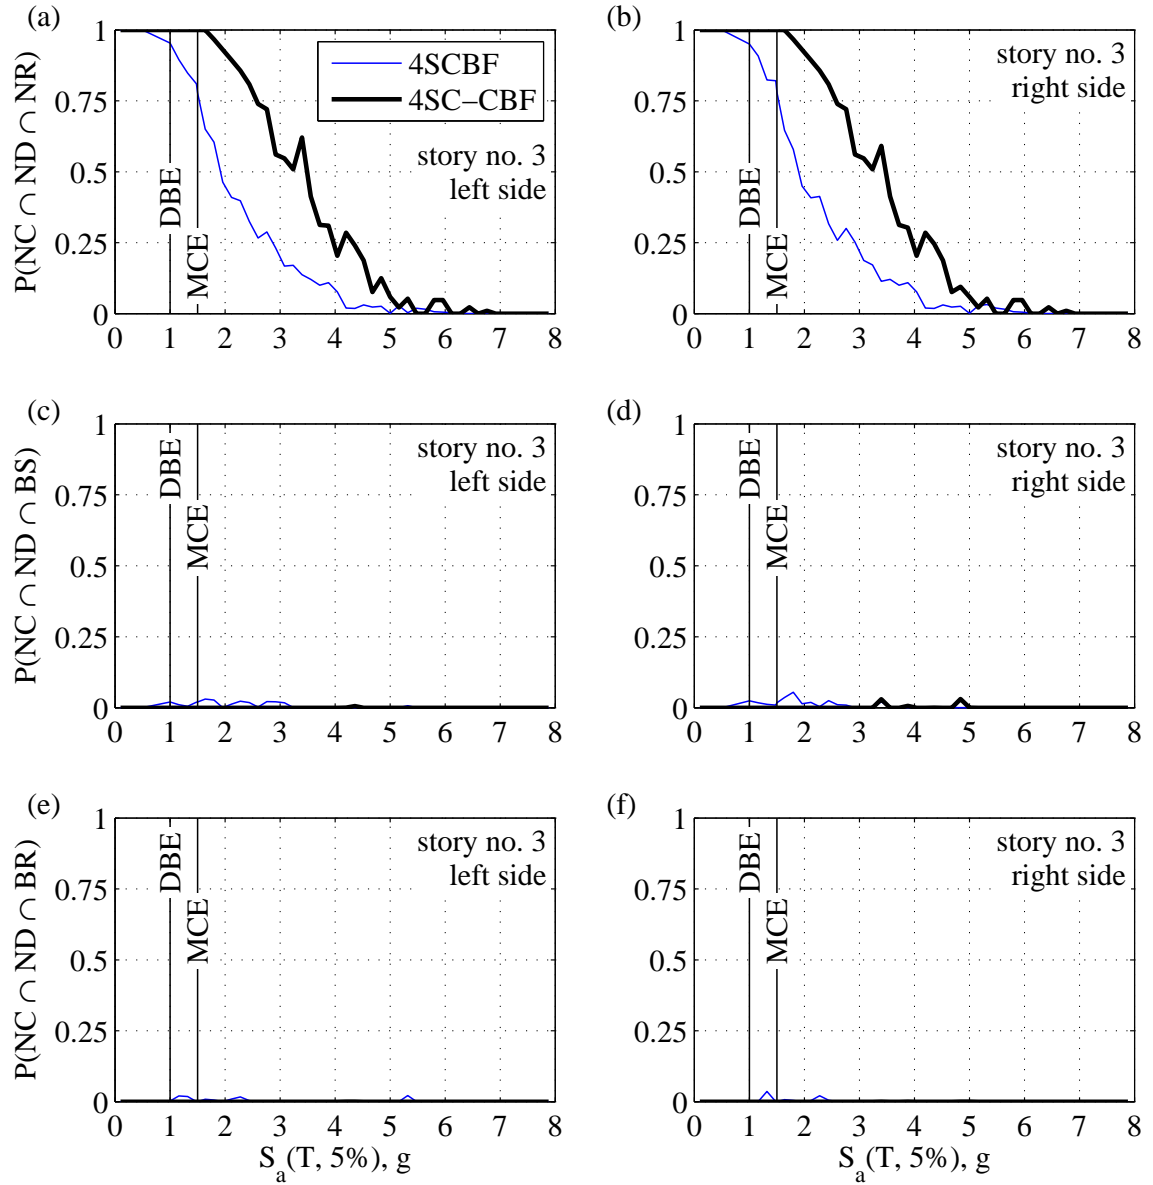 (a)
P(NC ∩ ND ∩ NR)
1
0.75
0.5
0.25
0
DBE
MCE
4SCBF
4SC−CBF
story no. 3
left side
0 1 2 3 4 5 6 7 8
(b)
1
0.75
0.5
0.25
0
DBE
MCE
story no. 3
right side
0 1 2 3 4 5 6 7 8
(c)
P(NC ∩ ND ∩ BS)
1
0.75
0.5
0.25
0
DBE
MCE
story no. 3
left side
0 1 2 3 4 5 6 7 8
(d)
1
0.75
0.5
0.25
0
DBE
MCE
story no. 3
right side
0 1 2 3 4 5 6 7 8
(e)
P(NC ∩ ND ∩ BR)
1
0.75
0.5
0.25
0
DBE
MCE
story no. 3
left side
0 1 2 3 4 5 6 7 8
S_a(T, 5%), g
(f)
1
0.75
0.5
0.25
0
DBE
MCE
story no. 3
right side
0 1 2 3 4 5 6 7 8
S_a(T, 5%), g